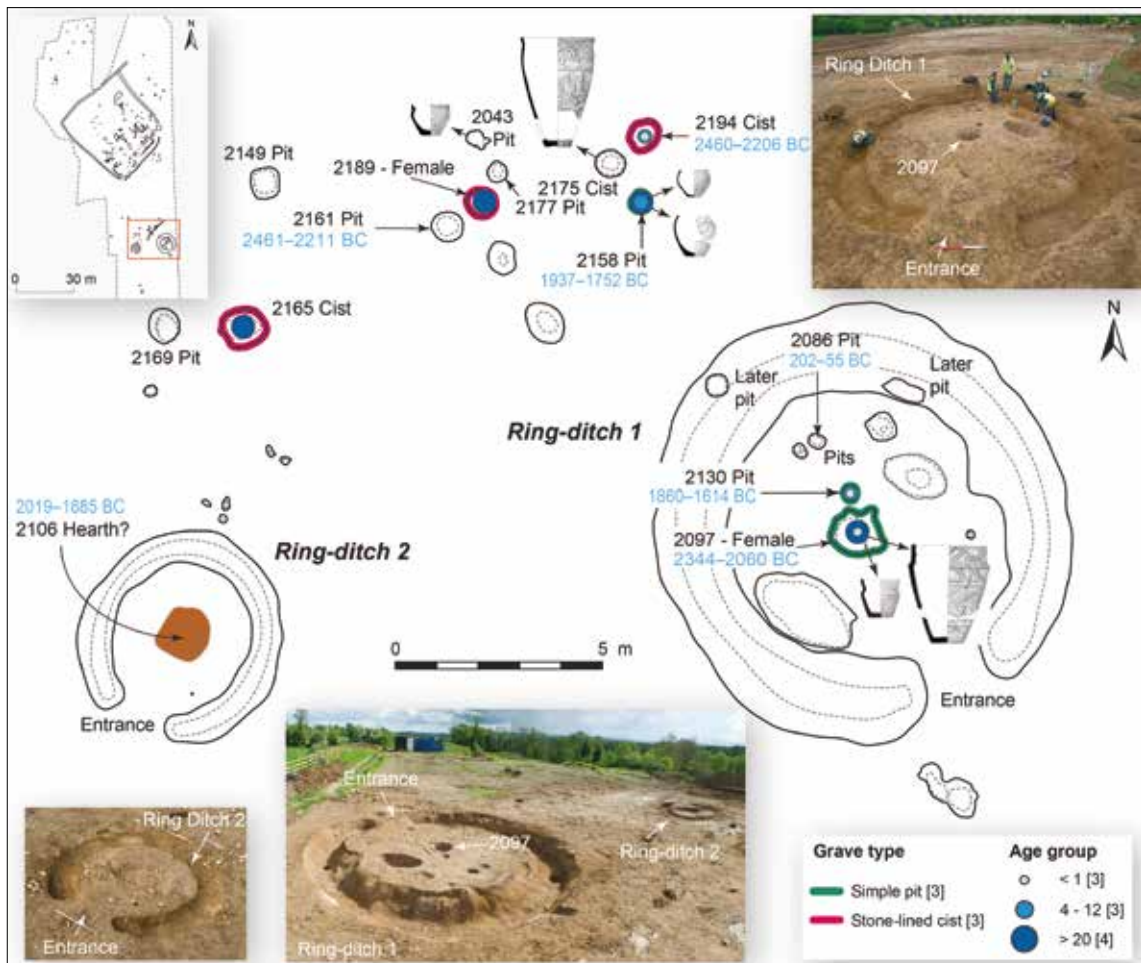 N
4
0 30 m
2149 Pit
2189 - Female
2161 Pit
2461–2211 BC
2043
Pit
2177 Pit
2175 Cist
2194 Cist
2460–2206 BC
2158 Pit
1937–1752 BC
2165 Cist
2169 Pit
Ring Ditch 1
2097
Entrance
N
2086 Pit
202–55 BC
Later
pit
Later
pit
Ring-ditch 1
Pits
2130 Pit
1860–1614 BC
2097 - Female
2344–2060 BC
Entrance
2019–1885 BC
2106 Hearth?
Ring-ditch 2
Entrance
0 5 m
Ring Ditch 2
Entrance
Entrance
2097
Ring-ditch 2
Ring-ditch 1
Grave type
Simple pit [3]
Stone-lined cist [3]
Age group
< 1 [3]
4 - 12 [3]
> 20 [4]